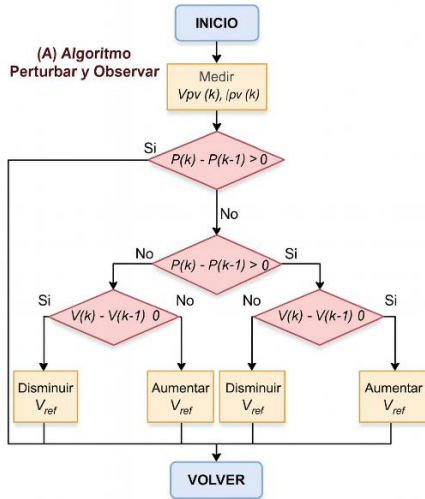 INICIO
(A) Algoritmo
Perturbar y Observar
Medir
Vpv (k), Ipv (k)
Si
P(k) - P(k-1) > 0
No
No
P(k) - P(k-1) > 0
Si
Si
V(k) - V(k-1) 0
No
No
V(k) - V(k-1) 0
Si
Disminuir
Vref
Aumentar
Vref
Disminuir
Vref
Aumentar
Vref
VOLVER